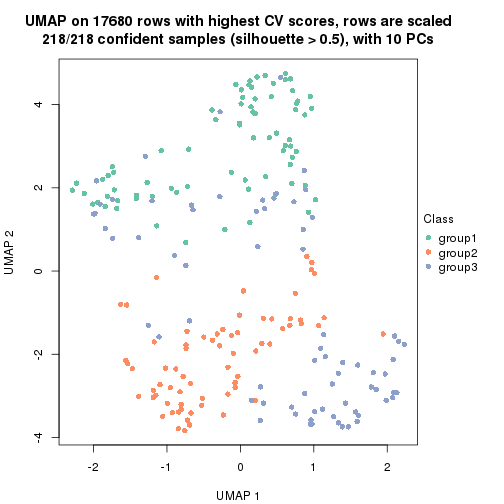 UMAP on 17680 rows with highest CV scores, rows are scaled
218/218 confident samples (silhouette > 0.5), with 10 PCs
4
2
0
-2
-4
UMAP 2
-2
-1
0
1
2
UMAP 1
Class
group1
group2
group3